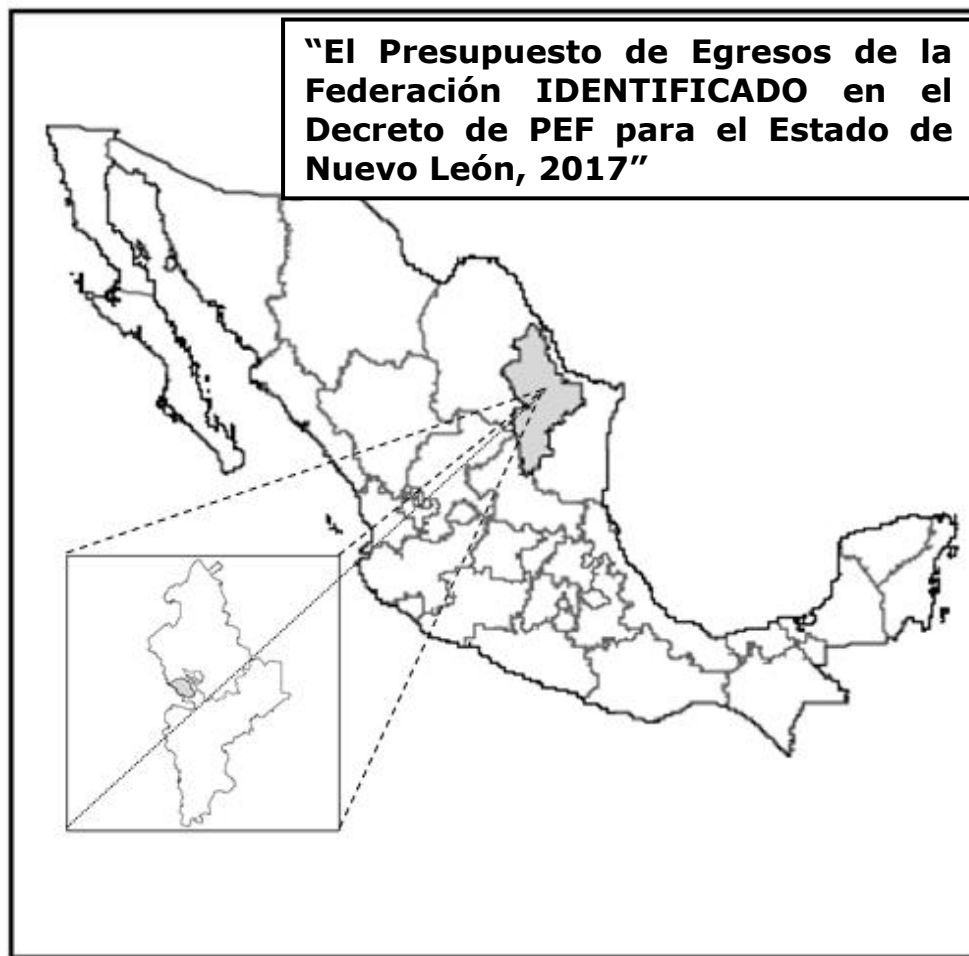 “El Presupuesto de Egresos de la
Federación IDENTIFICADO en el
Decreto de PEF para el Estado de
Nuevo León, 2017”